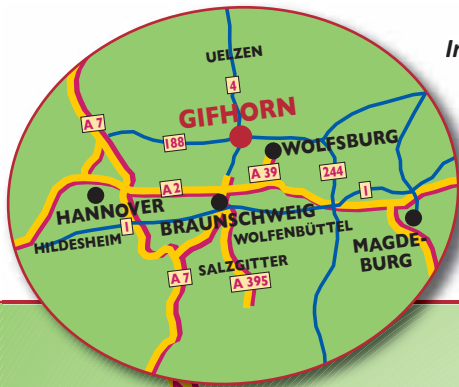 In
UELZEN
4
GIFHORN
A 7
188
WOLFSBURG
A 39
244
A 2
1
HANNOVER
BRAUNSCHWEIG
1
HILDESHEIM
WOLFENBÜTTEL
MAGDE-
BURG
SALZGITTER
A 7
A 395